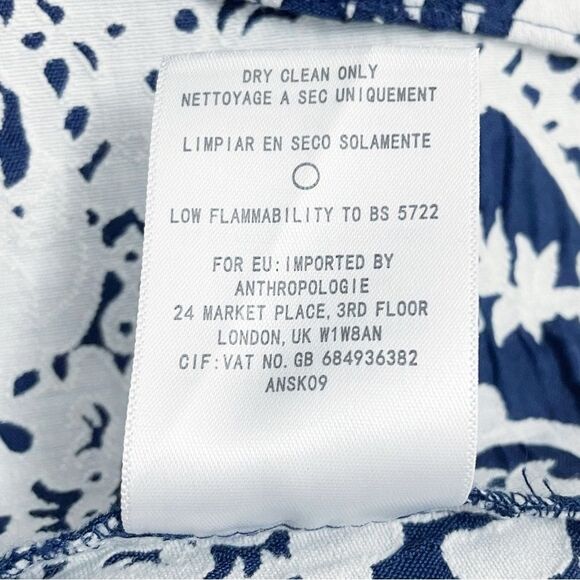 DRY CLEAN ONLY
NETTOYAGE A SEC UNIQUEMENT
LIMPIAR EN SECO SOLAMENTE
LOW FLAMMABILITY TO BS 5722
FOR EU: IMPORTED BY
ANTHROPOLOGIE
24 MARKET PLACE, 3RD FLOOR
LONDON, UK W1W8AN
CIF: VAT NO. GB 684936382
ANSK09